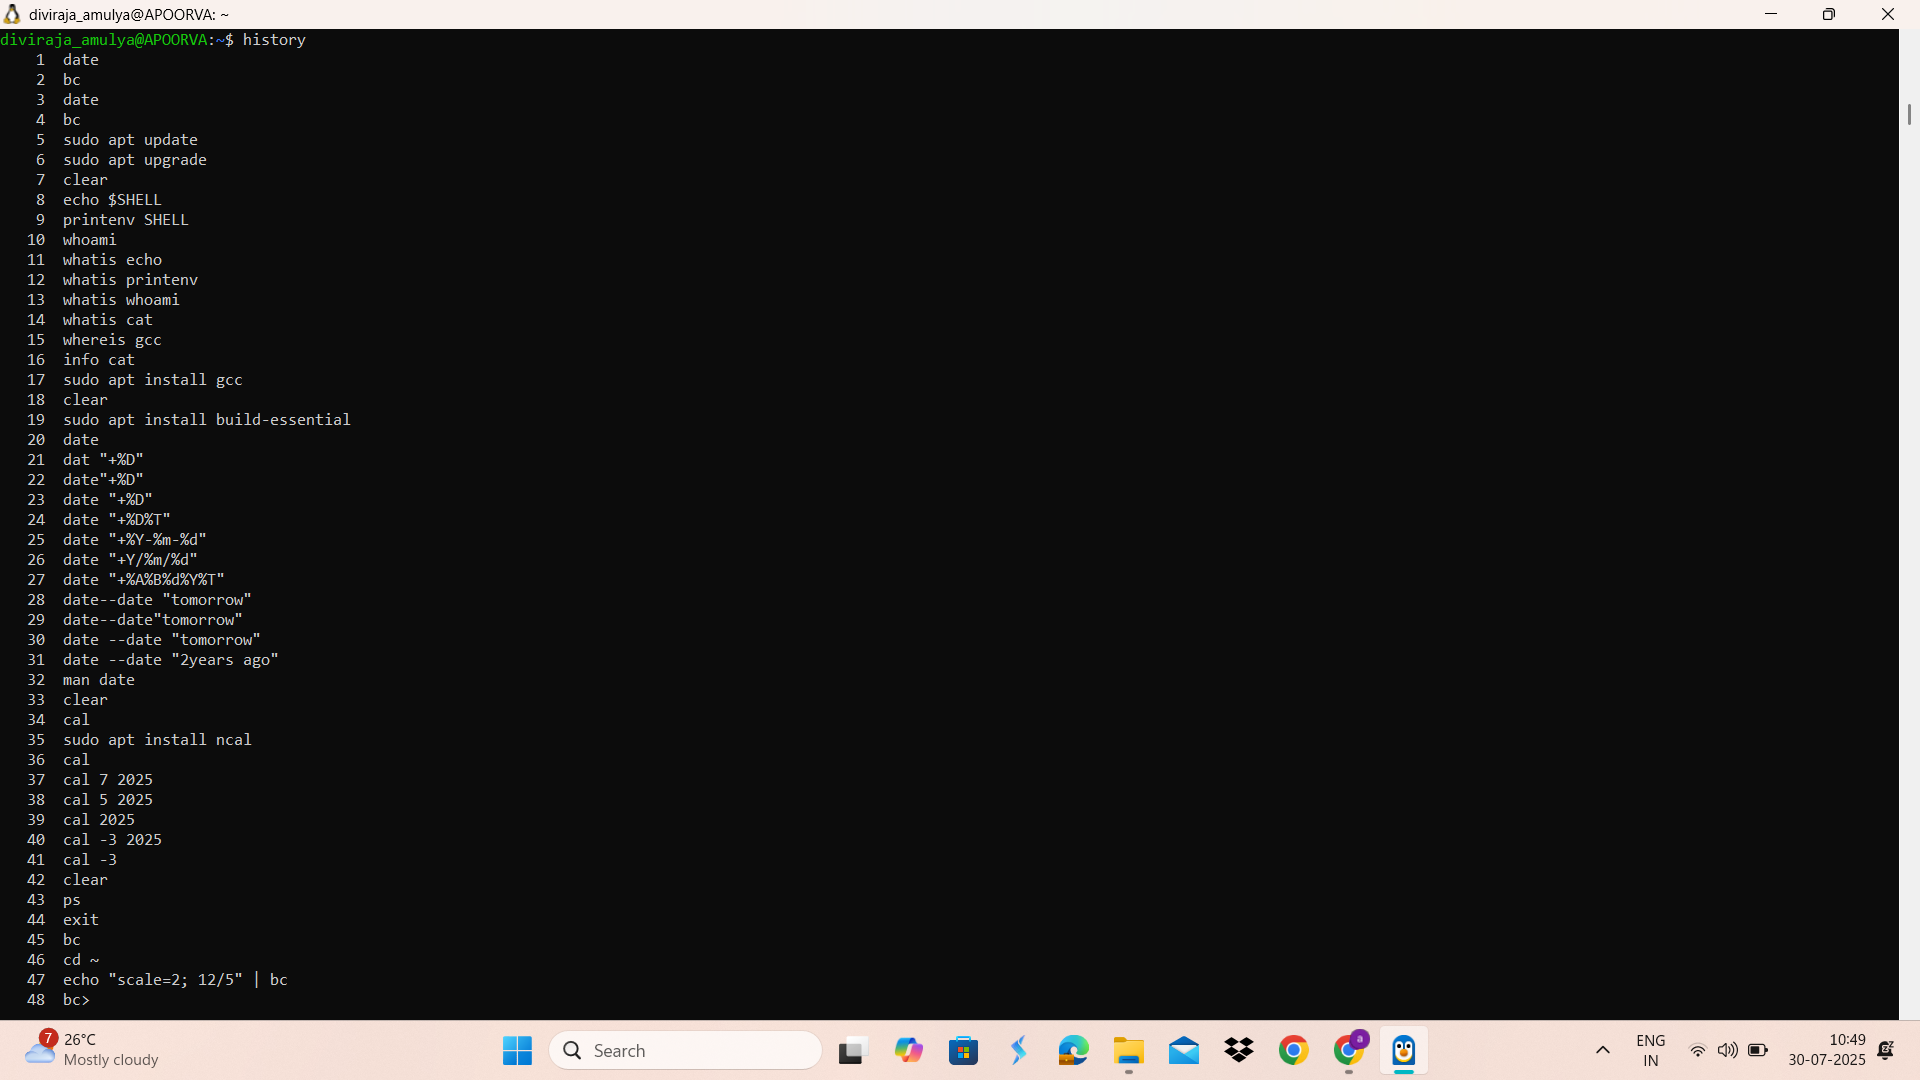 diviraja_amulya@APOORVA: ~
diviraja_amulya@APOORVA:~$ history
1 date
2 bc
3 date
4 bc
5 sudo apt update
6 sudo apt upgrade
7 clear
8 echo $SHELL
9 printenv SHELL
10 whoami
11 whatis echo
12 whatis printenv
13 whatis whoami
14 whatis cat
15 whereis gcc
16 info cat
17 sudo apt install gcc
18 clear
19 sudo apt install build-essential
20 date
21 dat "+%D"
22 date"+%D"
23 date "+%D"
24 date "+%D%T"
25 date "+%Y-%m-%d"
26 date "+Y/%m/%d"
27 date "+%A%B%d%Y%T"
28 date--date "tomorrow"
29 date--date"tomorrow"
30 date --date "tomorrow"
31 date --date "2years ago"
32 man date
33 clear
34 cal
35 sudo apt install ncal
36 cal
37 cal 7 2025
38 cal 5 2025
39 cal 2025
40 cal -3 2025
41 cal -3
42 clear
43 ps
44 exit
45 bc
46 cd ~
47 echo "scale=2; 12/5" | bc
48 bc>
7
26°C
Mostly cloudy
Search
a
ENG
IN
10:49
30-07-2025